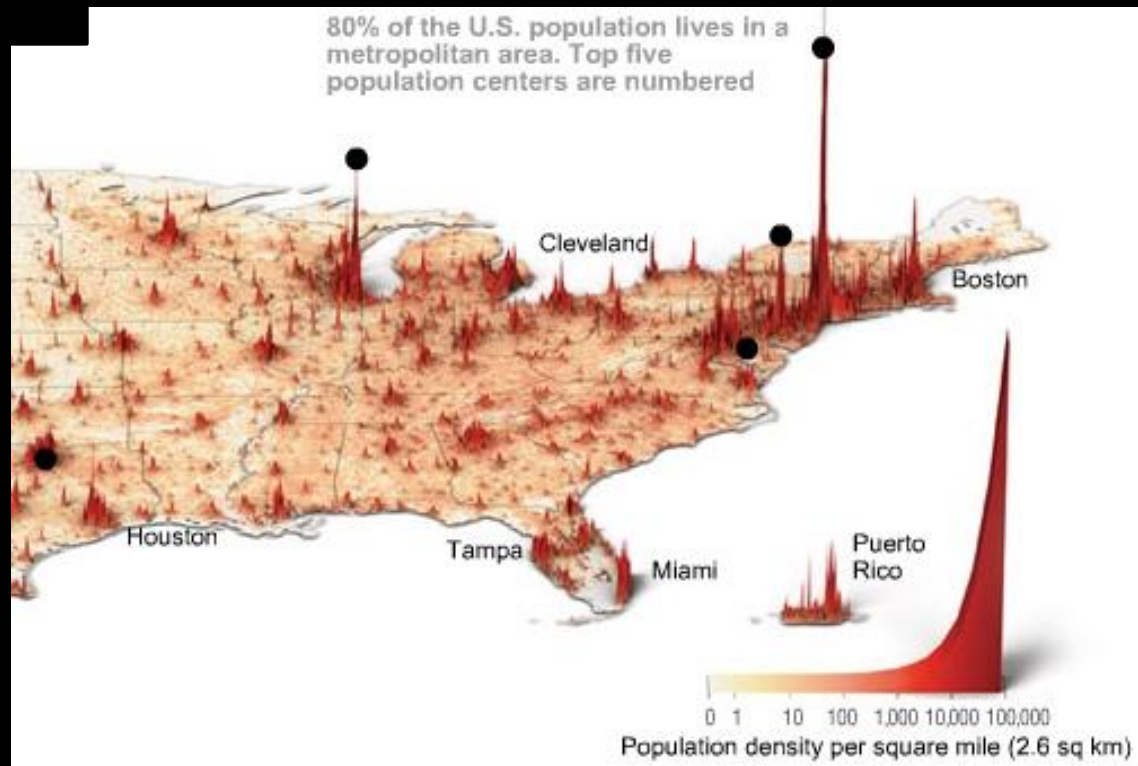 80% of the U.S. population lives in a
metropolitan area. Top five
population centers are numbered
Cleveland
Boston
Houston
Tampa
Miami
Puerto
Rico
0 1 10 100 1,000 10,000 100,000
Population density per square mile (2.6 sq km)